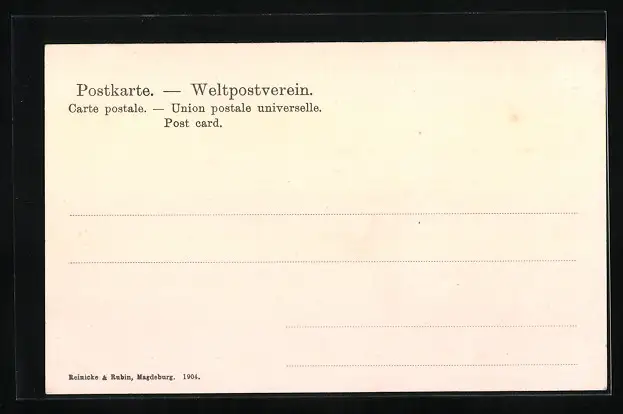 Postkarte. — Weltpostverein.
Carte postale. — Union postale universelle.
Post card.
Reinicke & Rubin, Magdeburg. 1904.